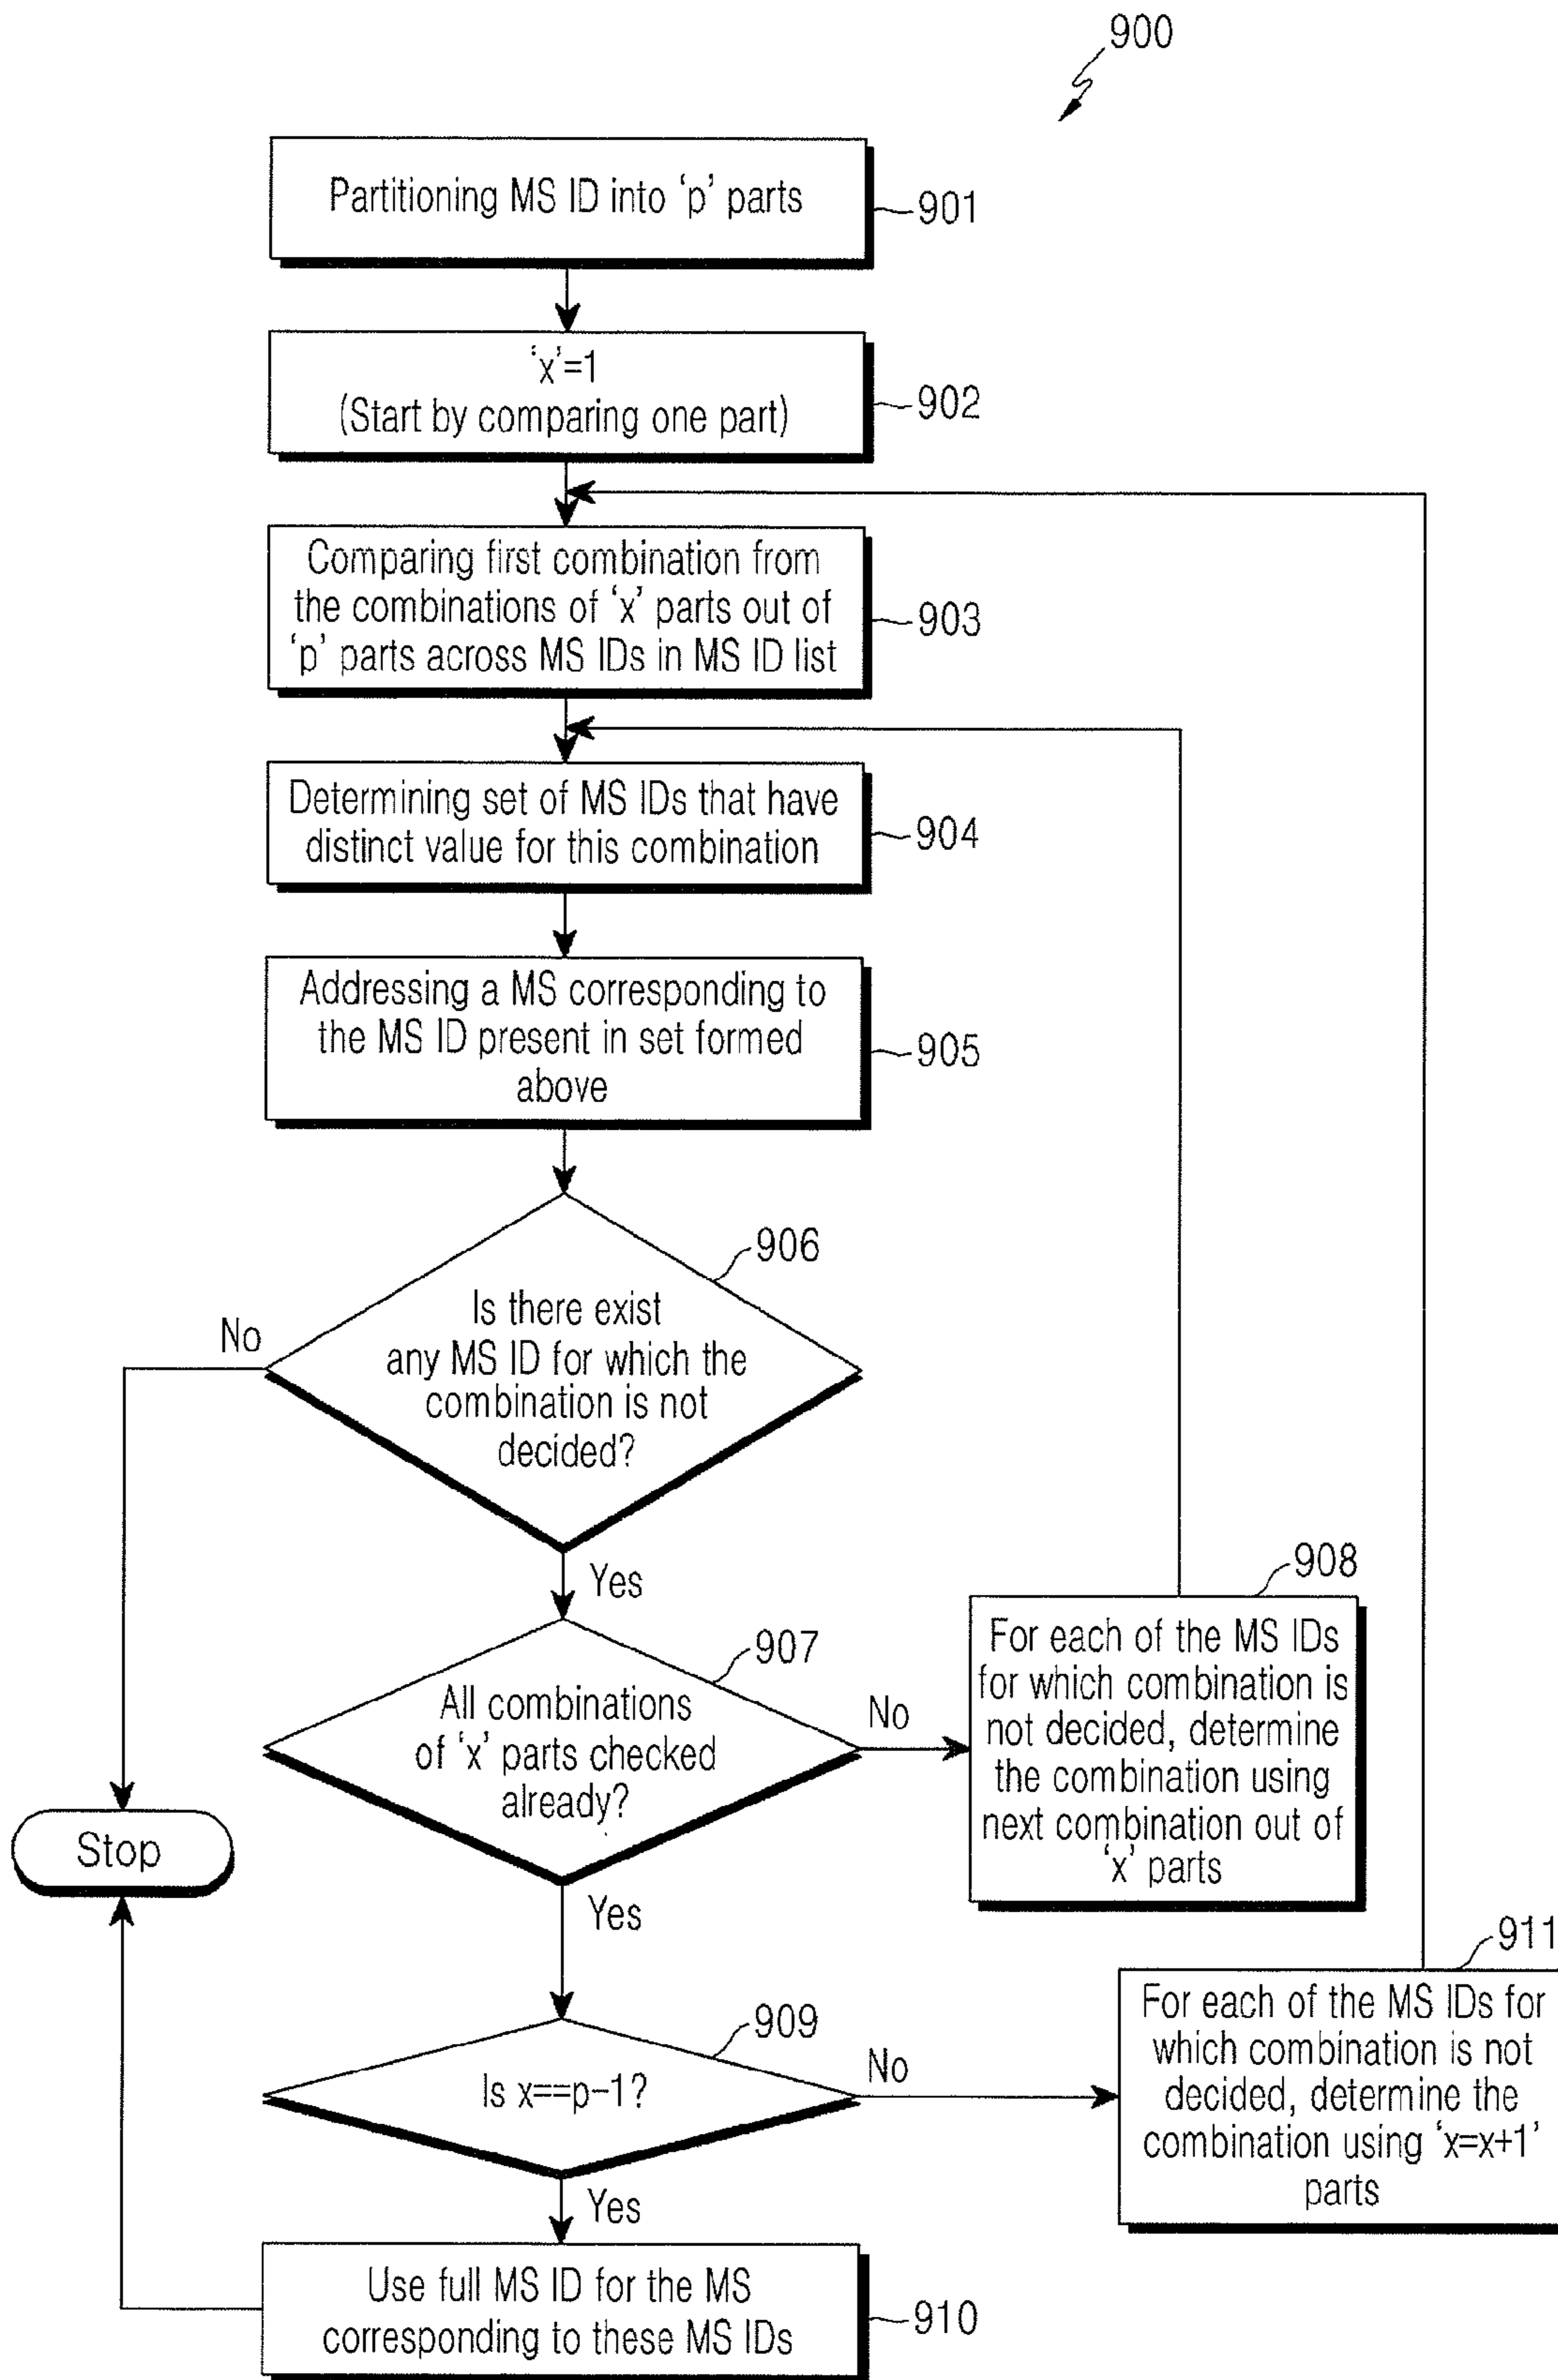 900
Partitioning MS ID into ‘p’ parts
901
‘x’=1
(Start by comparing one part)
902
Comparing first combination from
the combinations of ‘x’ parts out of
‘p’ parts across MS IDs in MS ID list
903
Determining set of MS IDs that have
distinct value for this combination
904
Addressing a MS corresponding to
the MS ID present in set formed
above
905
906
Is there exist
any MS ID for which the
combination is not
decided?
No
Yes
907
All combinations
of ‘x’ parts checked
already?
No
Yes
908
For each of the MS IDs
for which combination is
not decided, determine
the combination using
next combination out of
‘x’ parts
Stop
909
Is x==p-1?
No
Yes
911
For each of the MS IDs for
which combination is not
decided, determine the
combination using ‘x=x+1’
parts
Use full MS ID for the MS
corresponding to these MS IDs
910